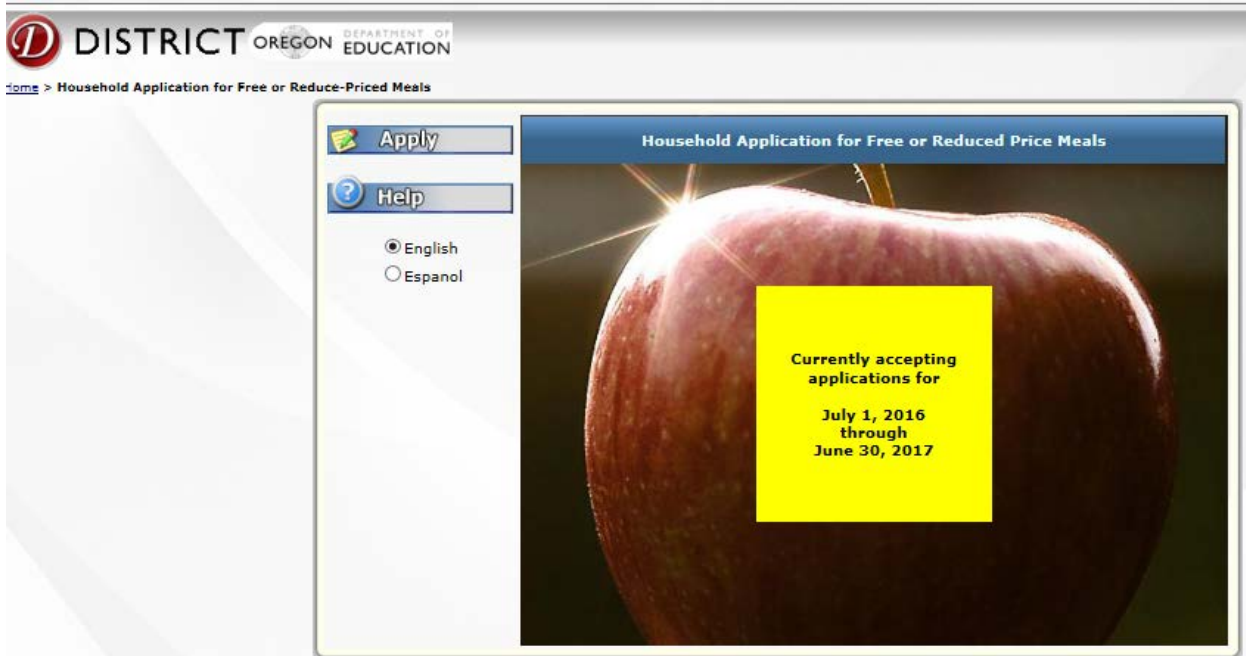 D DISTRICT OREGON DEPARTMENT OF EDUCATION
Home > Household Application for Free or Reduce-Priced Meals
Apply
Household Application for Free or Reduced Price Meals
? Help
English
Espanol
Currently accepting
applications for
July 1, 2016
through
June 30, 2017